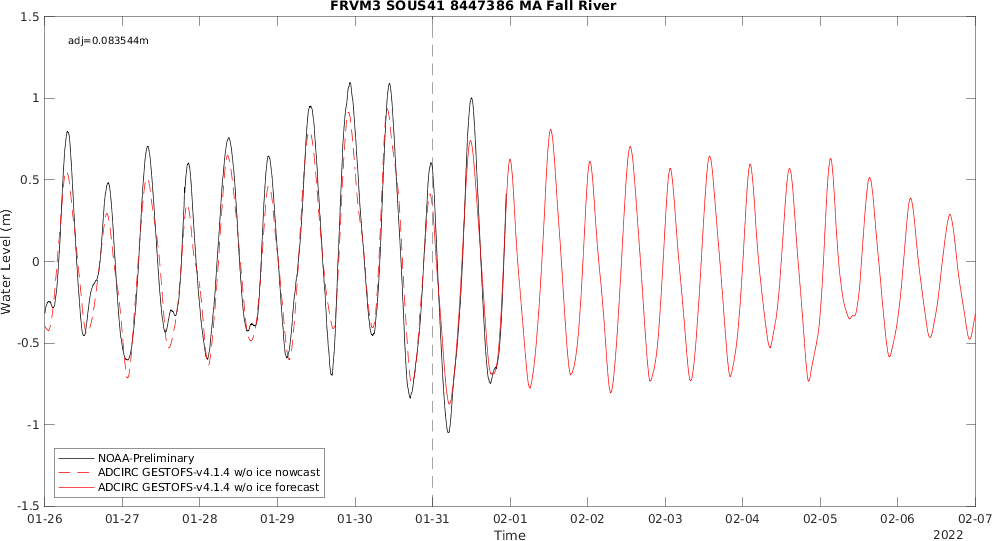 FRVM3 SOUS41 8447386 MA Fall River
adj=0.083544m
1.5
1
0.5
0
-0.5
-1
-1.5
Water Level (m)
NOAA-Preliminary
ADCIRC GESTOFS-v4.1.4 w/o ice nowcast
ADCIRC GESTOFS-v4.1.4 w/o ice forecast
01-26 01-27 01-28 01-29 01-30 01-31 02-01 02-02 02-03 02-04 02-05 02-06 02-07
Time
2022